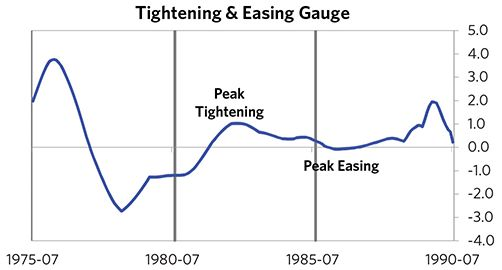 Tightening & Easing Gauge
5.0
4.0
3.0
2.0
1.0
0.0
-1.0
-2.0
-3.0
-4.0
Peak
Tightening
Peak Easing
1975-07 1980-07 1985-07 1990-07